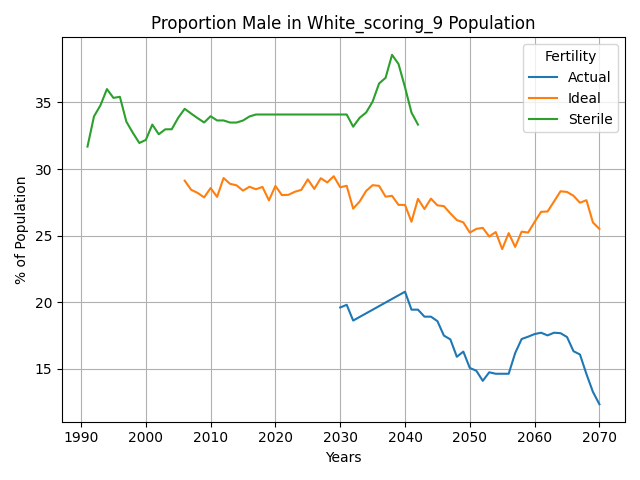 Proportion Male in White_scoring_9 Population
Fertility
Actual
Ideal
Sterile
% of Population
35
30
25
20
15
1990 2000 2010 2020 2030 2040 2050 2060 2070
Years